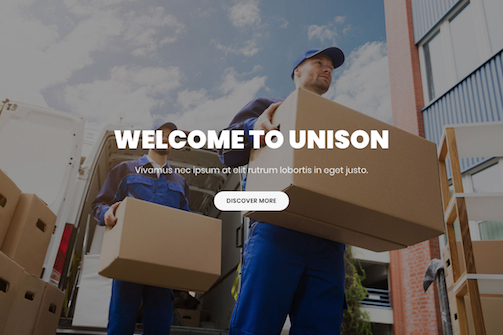 WELCOME TO UNISON
Vivamus nec ipsum at elit rutrum lobortis in eget justo.
DISCOVER MORE